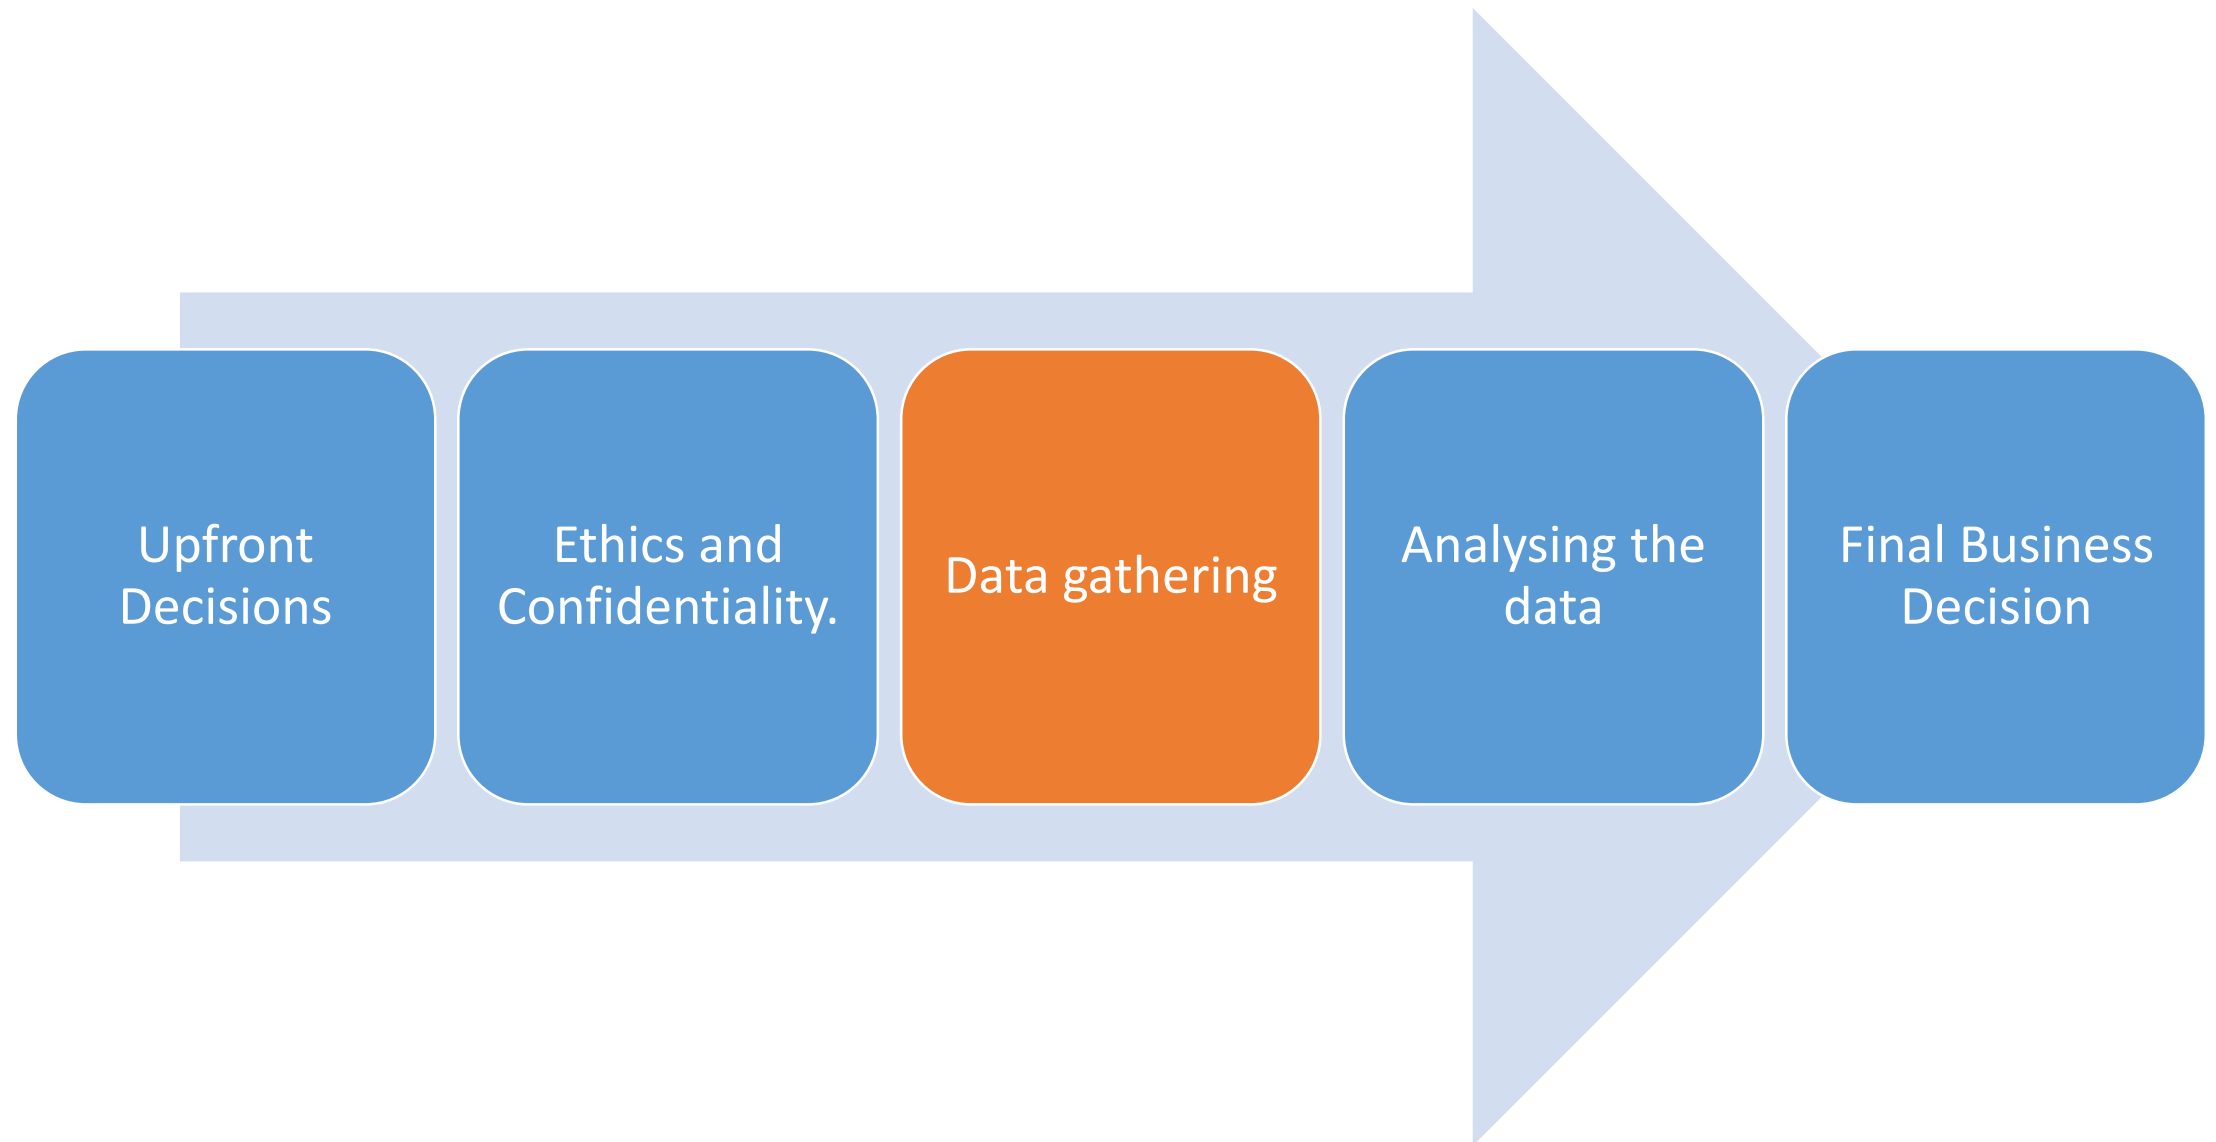 Upfront
Decisions
Ethics and
Confidentiality.
Data gathering
Analysing the
data
Final Business
Decision